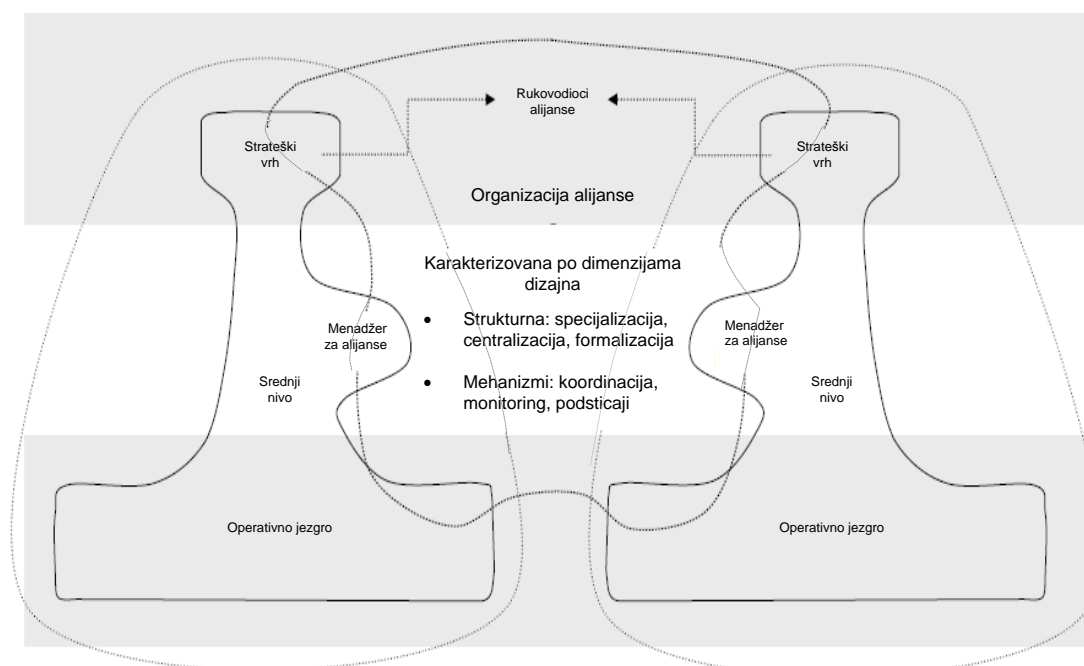 Rukovodioci
alijanse
Strateški
vrh
Strateški
vrh
Organizacija alijanse
Karakterizovana po dimenzijama
dizajna
• Strukturna: specijalizacija,
centralizacija, formalizacija
• Mehanizmi: koordinacija,
monitoring, podsticaji
Menadžer
za alijanse
Menadžer
za alijanse
Srednji
nivo
Srednji
nivo
Operativno jezgro
Operativno jezgro